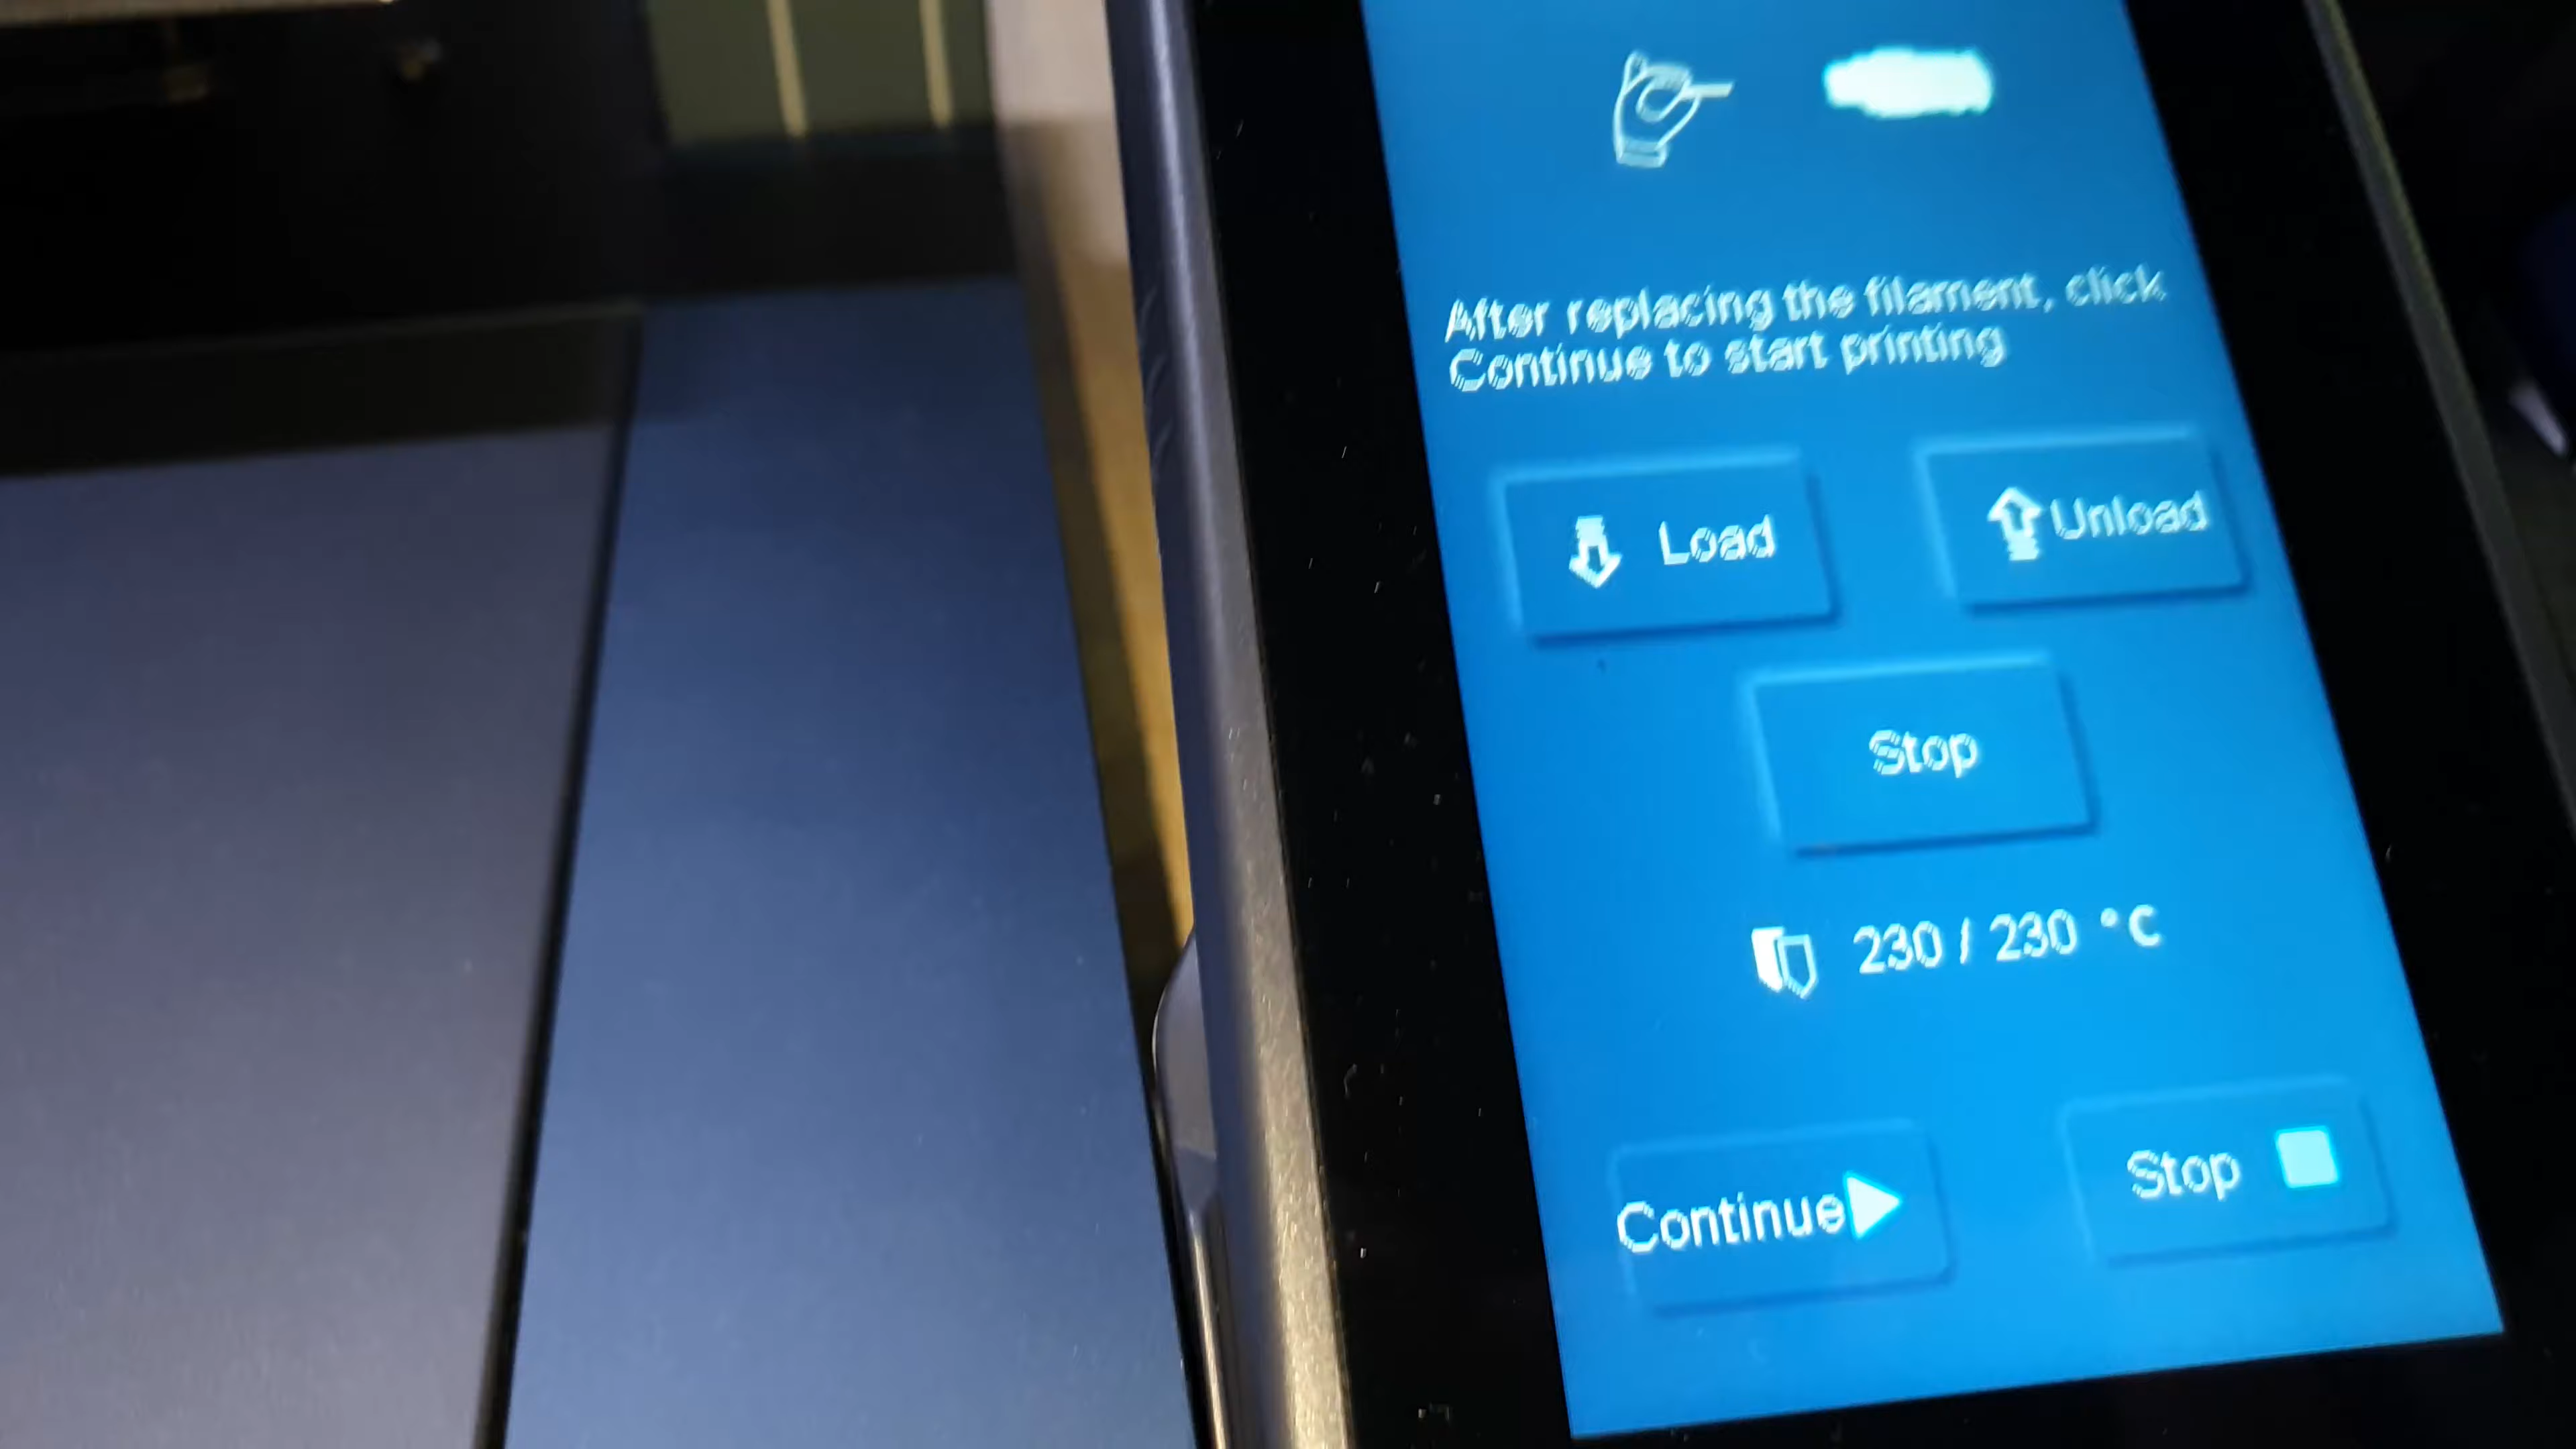 After replacing the filament, click
Continue to start printing
Load
Unload
Stop
230 / 230 °C
Continue
Stop